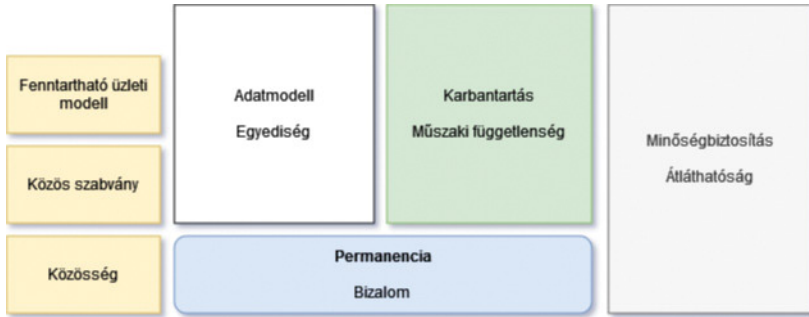 Fenntartható üzleti
modell
Közös szabvány
Közösség
Adatmodell
Egyediség
Karbantartás
Műszaki függetlenség
Permanencia
Bizalom
Minőségbiztosítás
Átláthatóság